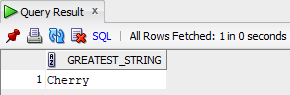 Query Result ×
SQL | All Rows Fetched: 1 in 0 seconds
GREATEST_STRING
1 Cherry